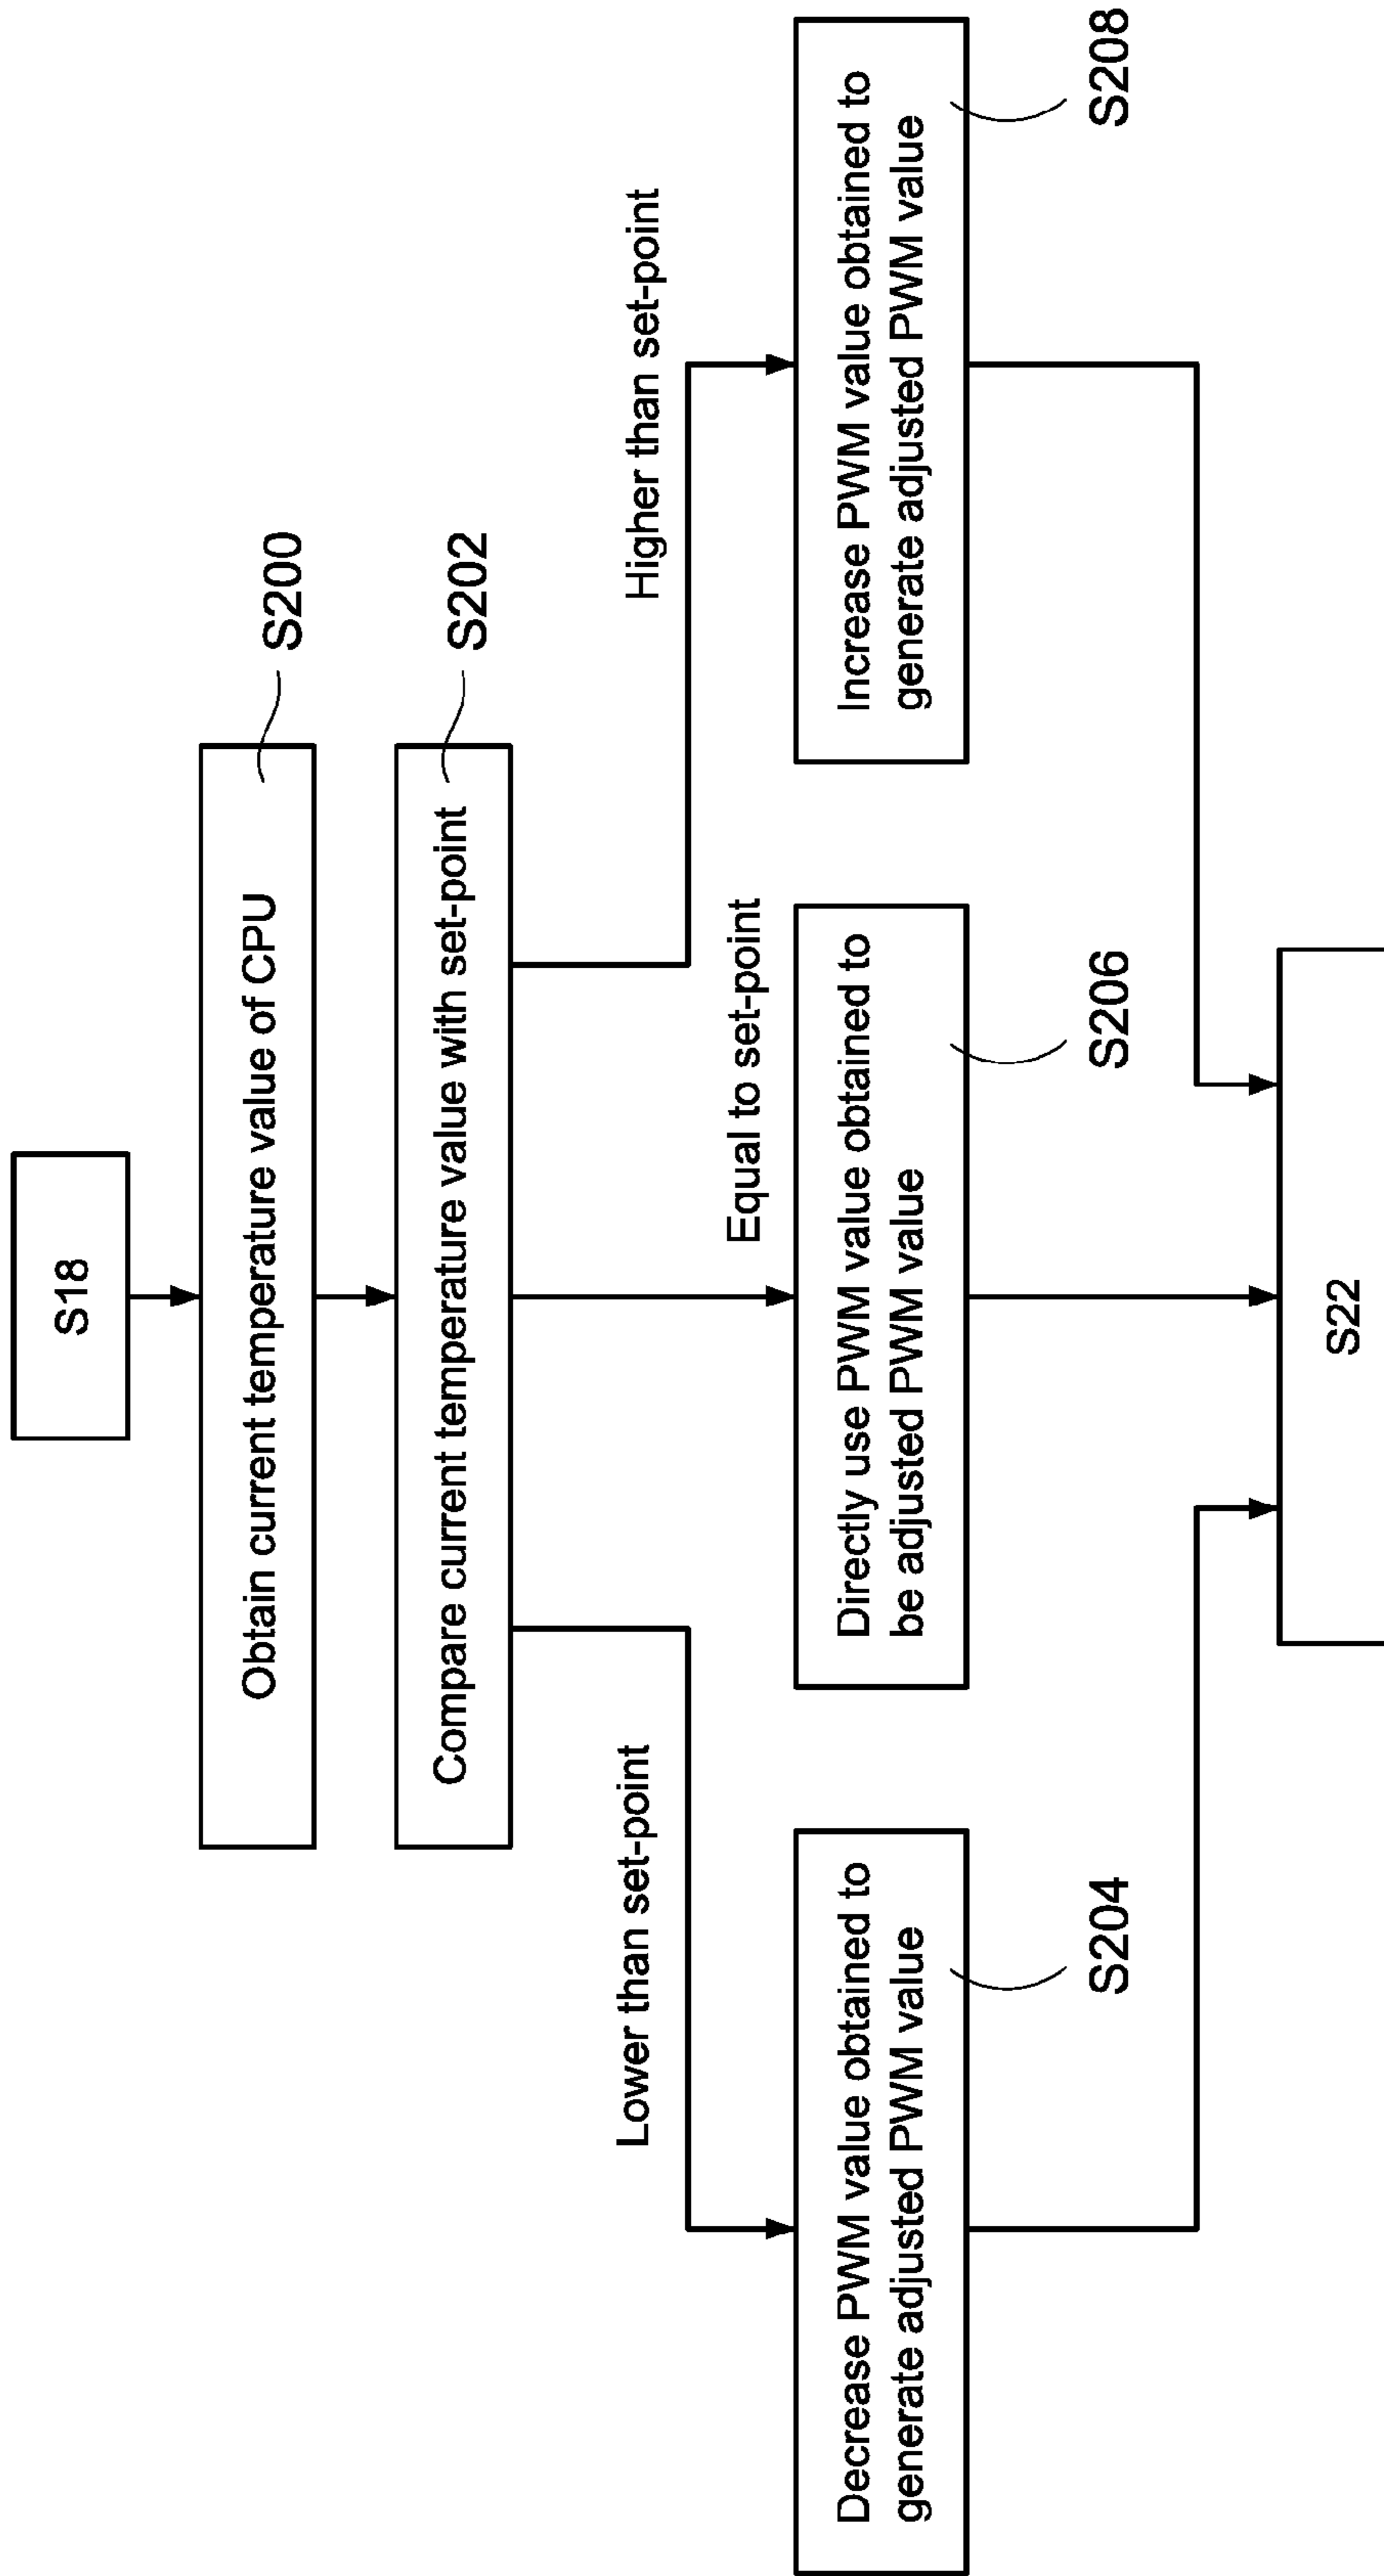 S18
Obtain current temperature value of CPU
S200
Compare current temperature value with set-point
S202
Lower than set-point
Equal to set-point
Higher than set-point
Decrease PWM value obtained to
generate adjusted PWM value
S204
Directly use PWM value obtained to
be adjusted PWM value
S206
Increase PWM value obtained to
generate adjusted PWM value
S208
S22